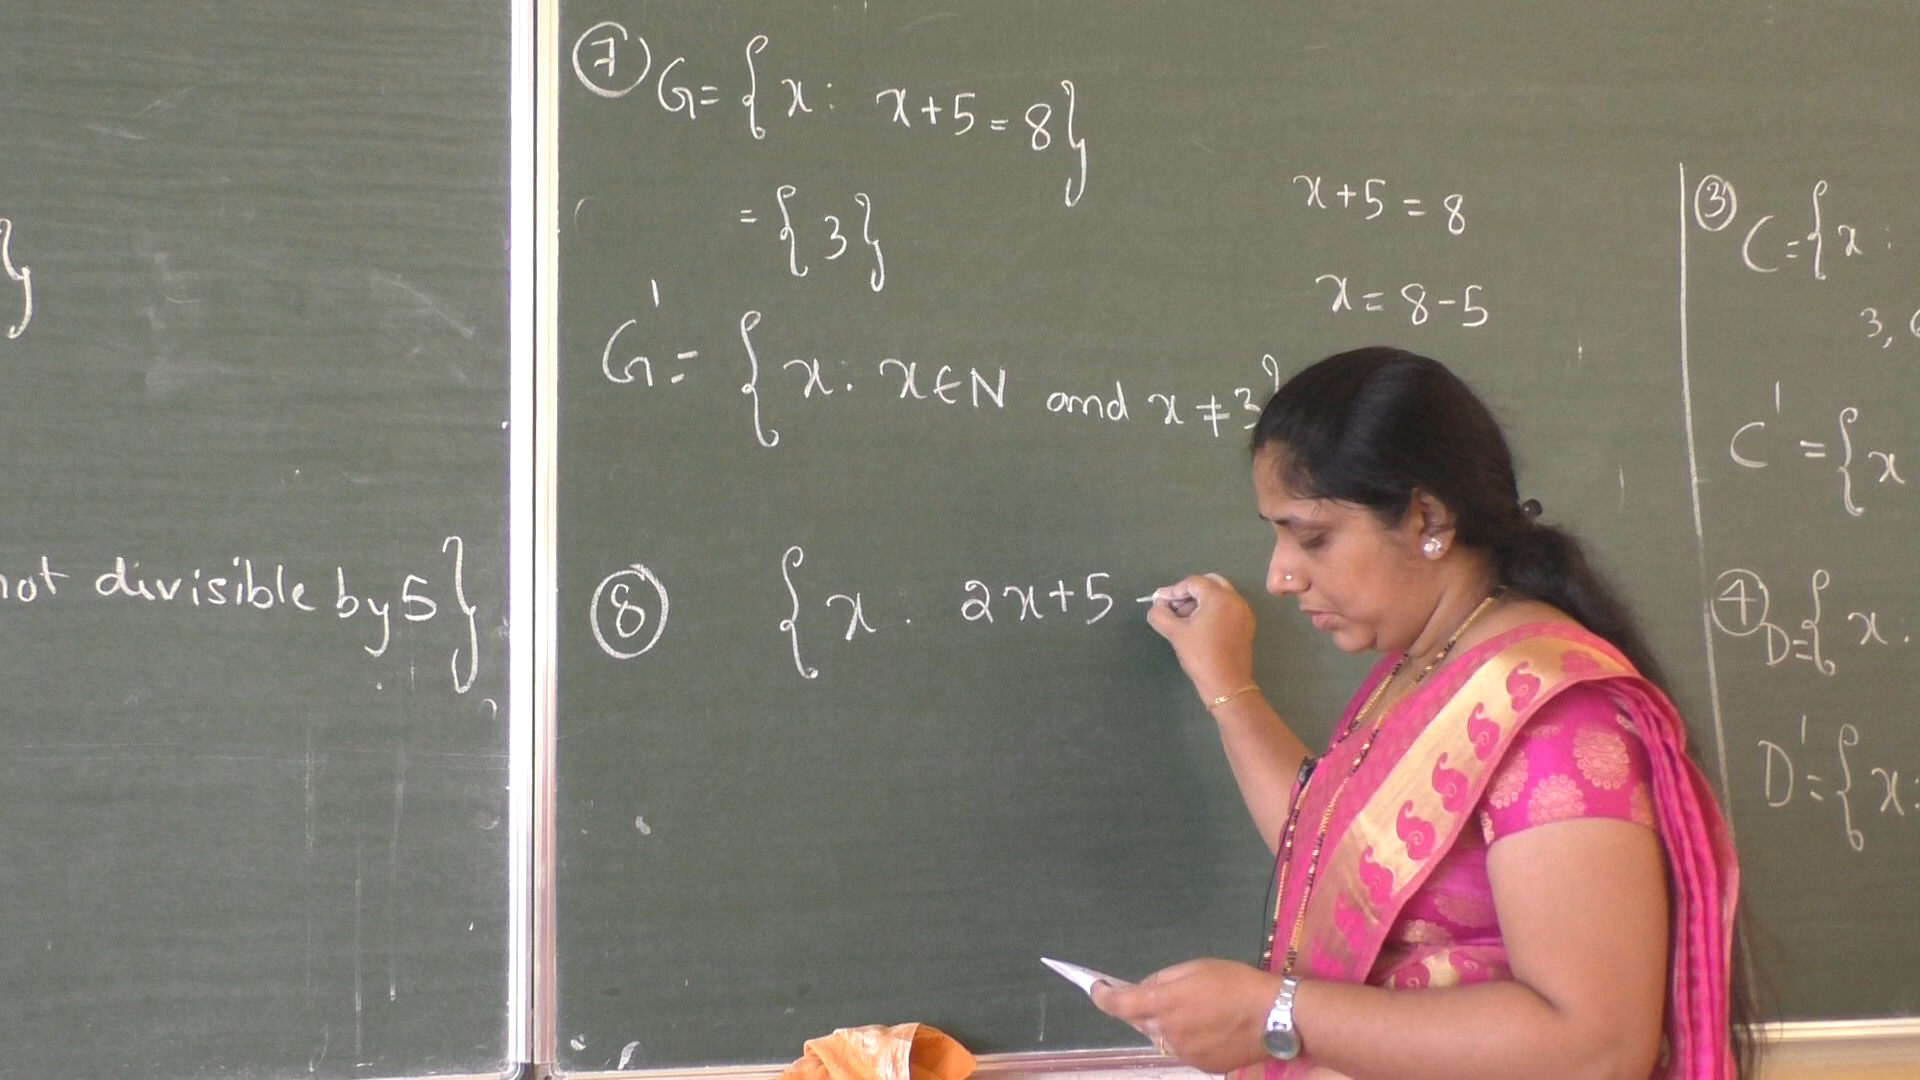 }
not divisible by 5}
⑦ G = {x : x+5 = 8}
= {3}
G' = {x : x∈N and x ≠ 3}
⑧ {x : 2x+5
x+5 = 8
x = 8-5
③ C = {x :
3,
C' = {x
④ D = {x :
D' = {x :